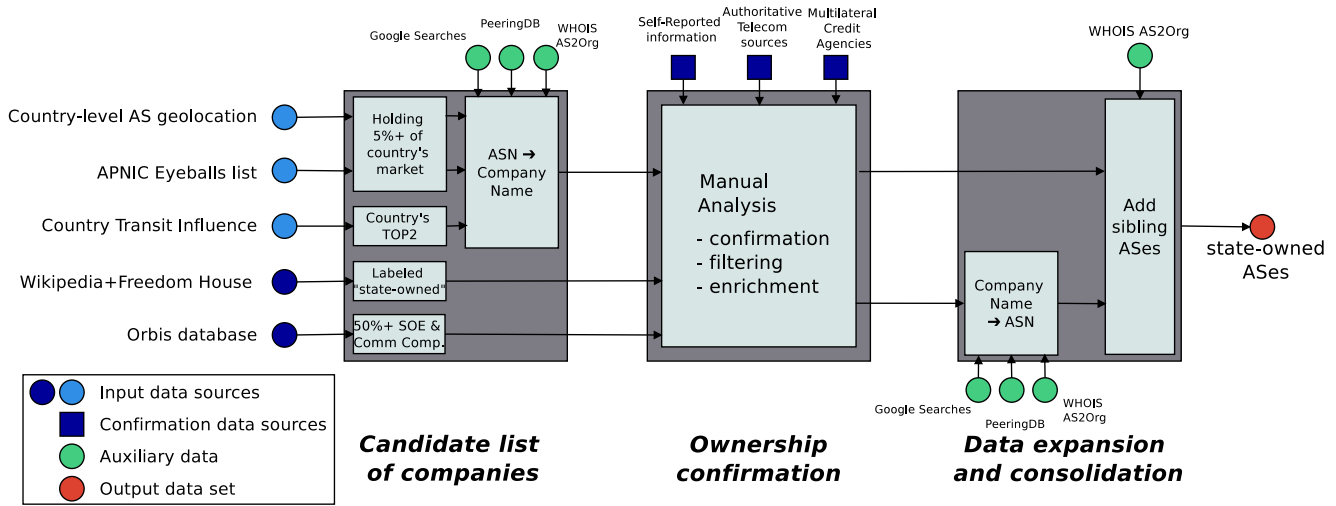 Google Searches
PeeringDB
WHOIS
AS2Org
Self-Reported
information
Authoritative
Telecom
sources
Multilateral
Credit
Agencies
WHOIS AS2Org
Country-level AS geolocation
APNIC Eyeballs list
Country Transit Influence
Wikipedia+Freedom House
Orbis database
Holding
5%+ of
country's
market
Country's
TOP2
Labeled
"state-owned"
50%+ SOE &
Comm Comp.
ASN ➔
Company
Name
Manual
Analysis
- confirmation
- filtering
- enrichment
Company
Name
➔ ASN
Add
sibling
ASes
state-owned
ASes
Google Searches
PeeringDB
WHOIS
AS2Org
Input data sources
Confirmation data sources
Auxiliary data
Output data set
Candidate list
of companies
Ownership
confirmation
Data expansion
and consolidation